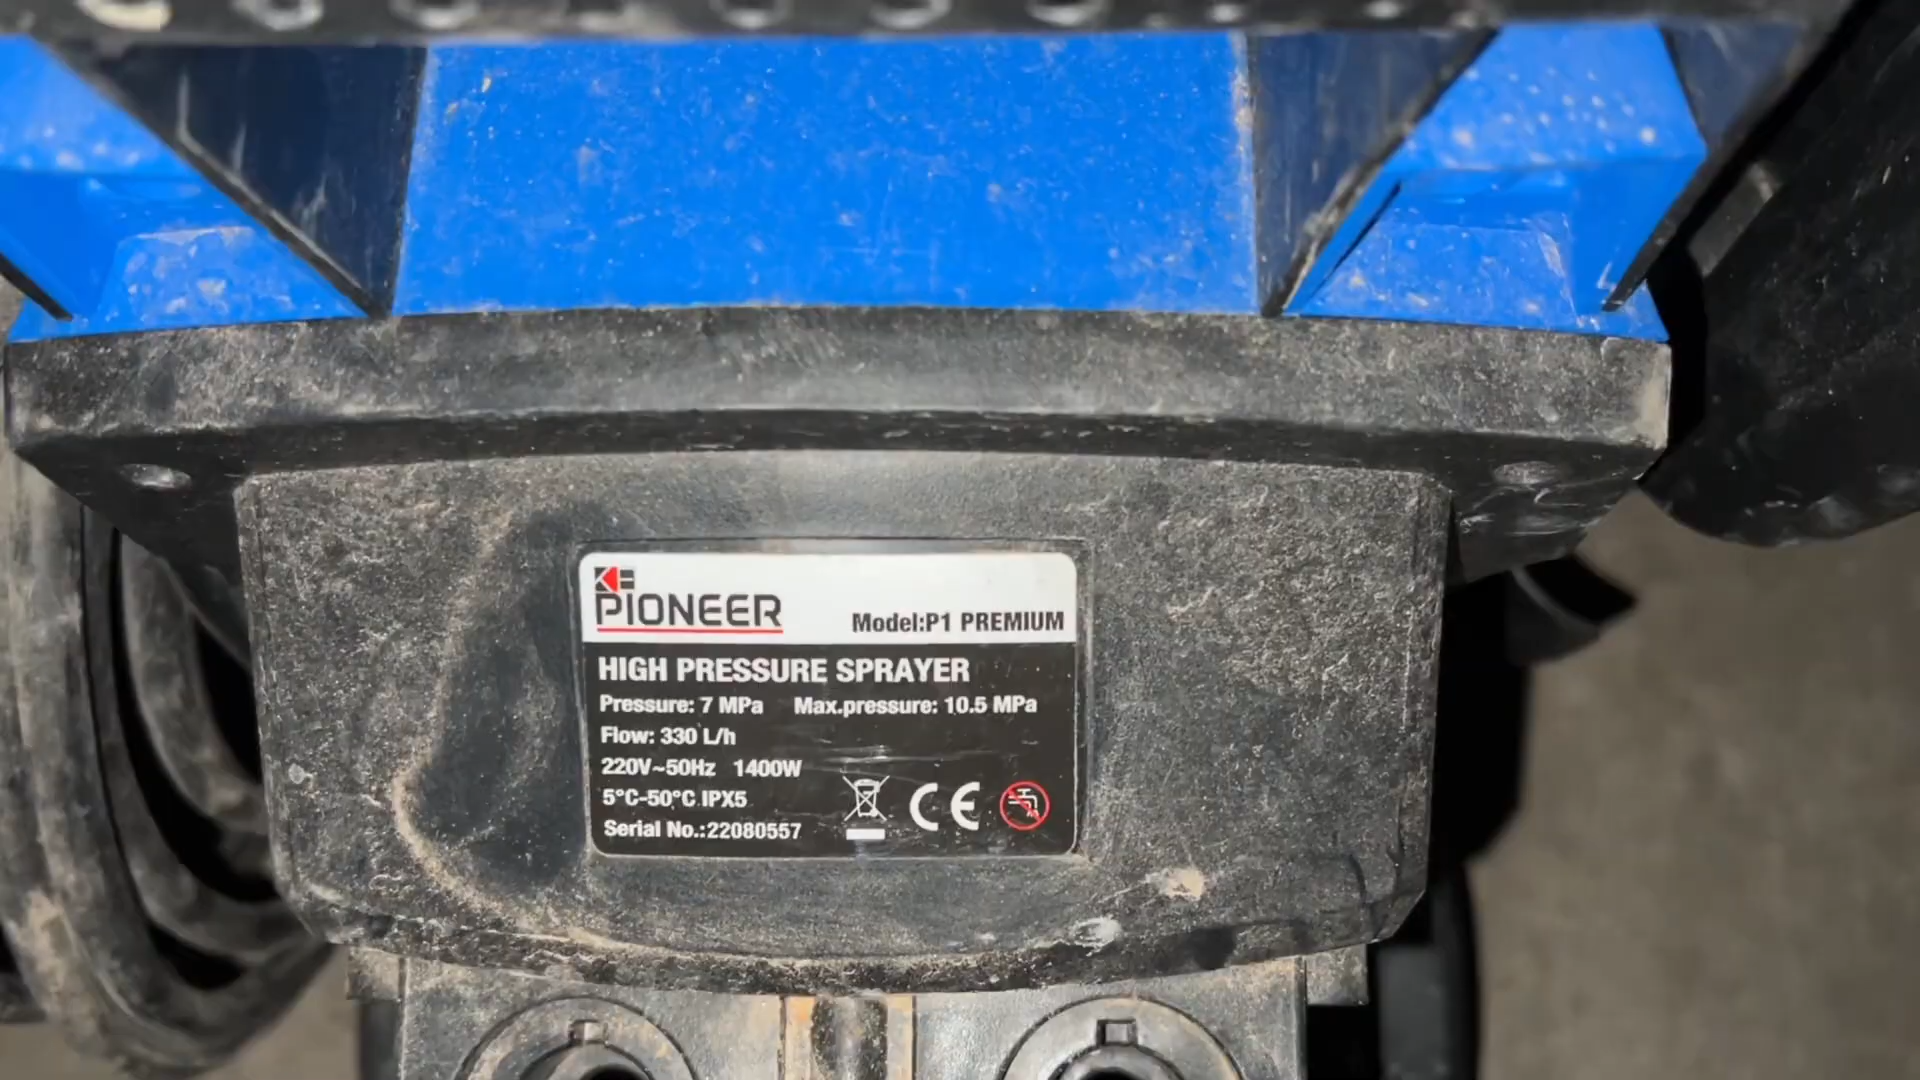 PIONEER
Model:P1 PREMIUM
HIGH PRESSURE SPRAYER
Pressure: 7 MPa Max.pressure: 10.5 MPa
Flow: 330 L/h
220V~50Hz 1400W
5°C-50°C IPX5
Serial No.:22080557
CE